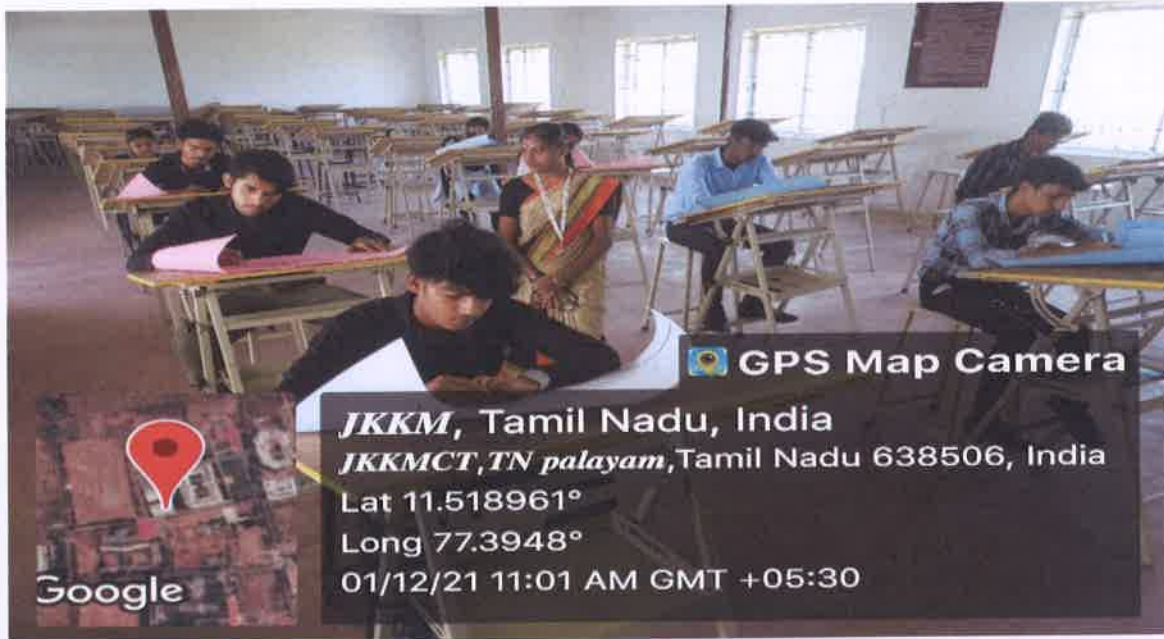 GPS Map Camera
JKKM, Tamil Nadu, India
JKKMCT,TN palayam,Tamil Nadu 638506, India
Lat 11.518961°
Long 77.3948°
01/12/21 11:01 AM GMT +05:30
Google